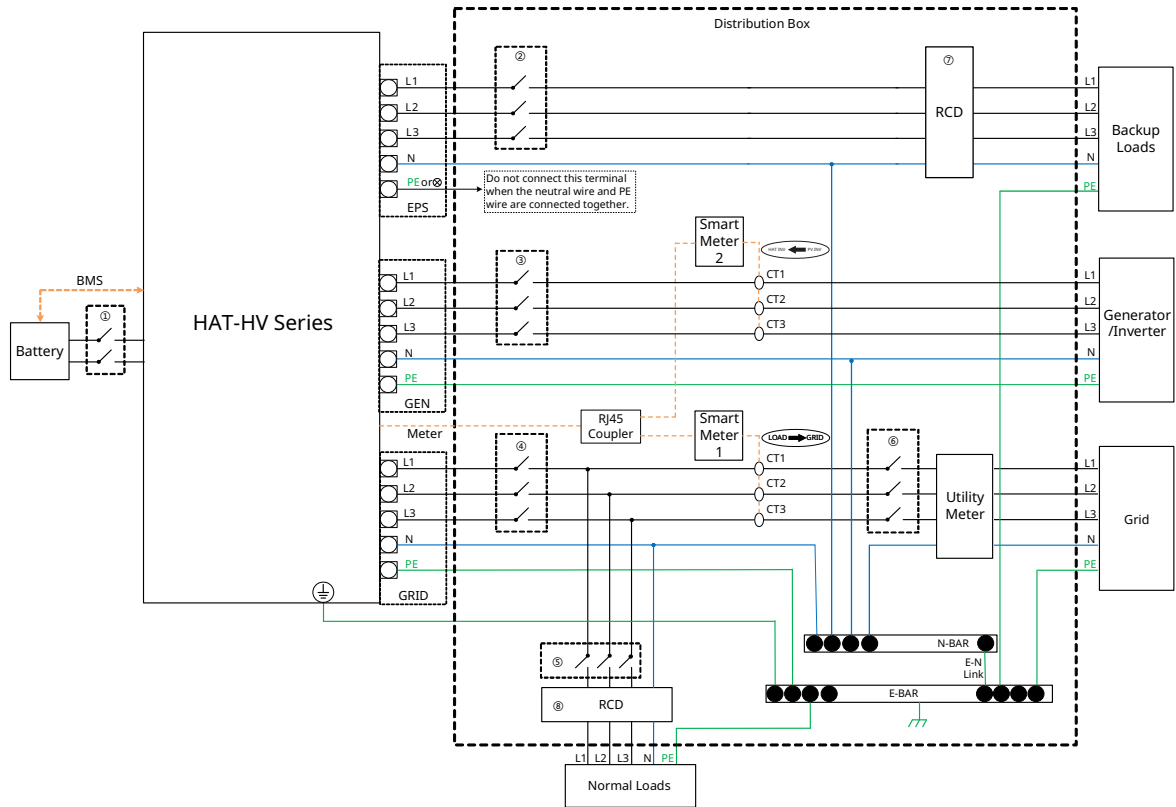 Distribution Box
②
⑦
L1
L2
L3
N
PE or⊗
EPS
RCD
L1
L2
L3
N
PE
Backup
Loads
Do not connect this terminal
when the neutral wire and PE
wire are connected together.
Smart
Meter
2
HAT INV PV INV
③
L1
L2
L3
N
PE
GEN
CT1
CT2
CT3
L1
L2
L3
N
PE
Generator
/Inverter
BMS
①
Battery
HAT-HV Series
Meter
RJ45
Coupler
Smart
Meter
1
LOAD GRID
④
⑥
L1
L2
L3
N
PE
GRID
CT1
CT2
CT3
Utility
Meter
L1
L2
L3
N
PE
Grid
N-BAR
E-N
Link
E-BAR
⑤
⑧
RCD
L1 L2 L3 N PE
Normal Loads